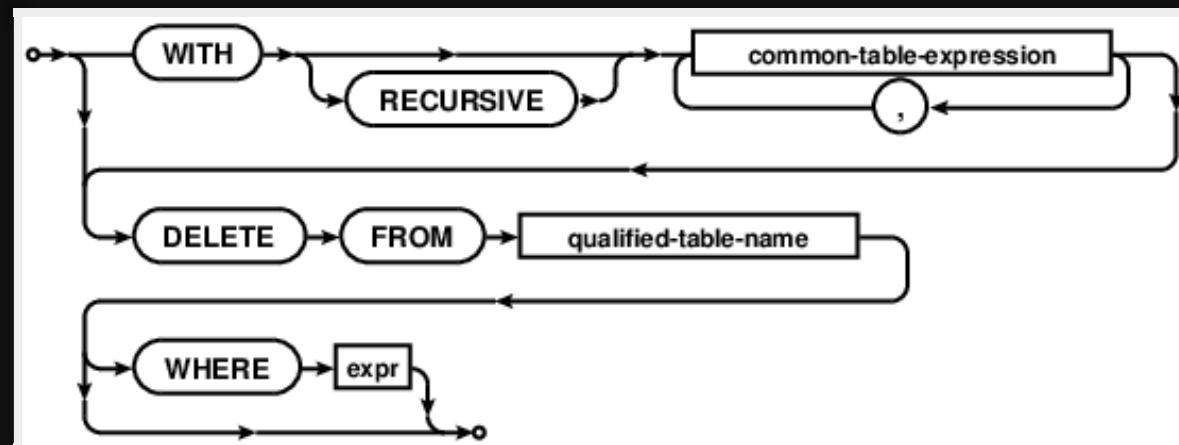 WITH common-table-expression
RECURSIVE
,
DELETE FROM qualified-table-name
WHERE expr